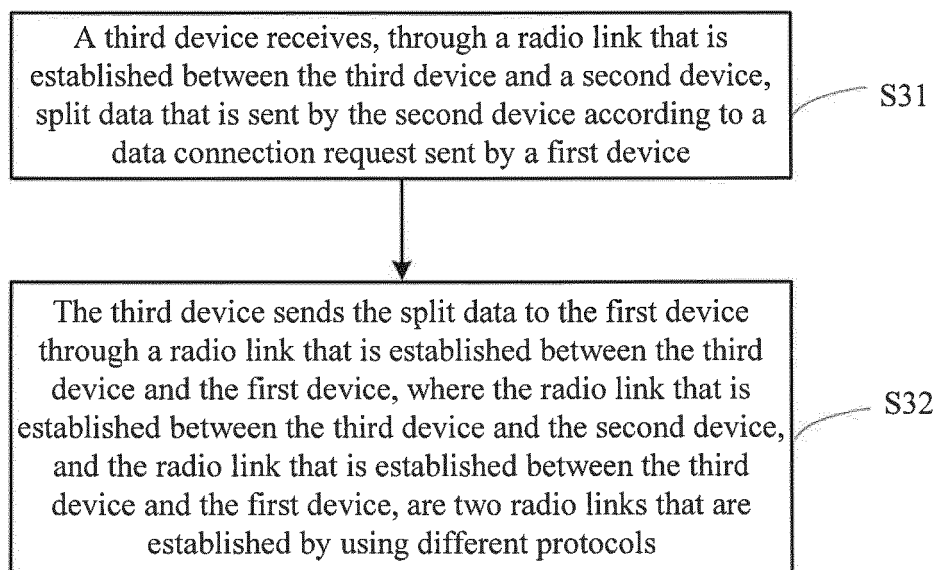 A third device receives, through a radio link that is
established between the third device and a second device,
split data that is sent by the second device according to a
data connection request sent by a first device
S31
The third device sends the split data to the first device
through a radio link that is established between the third
device and the first device, where the radio link that is
established between the third device and the second device,
and the radio link that is established between the third
device and the first device, are two radio links that are
established by using different protocols
S32